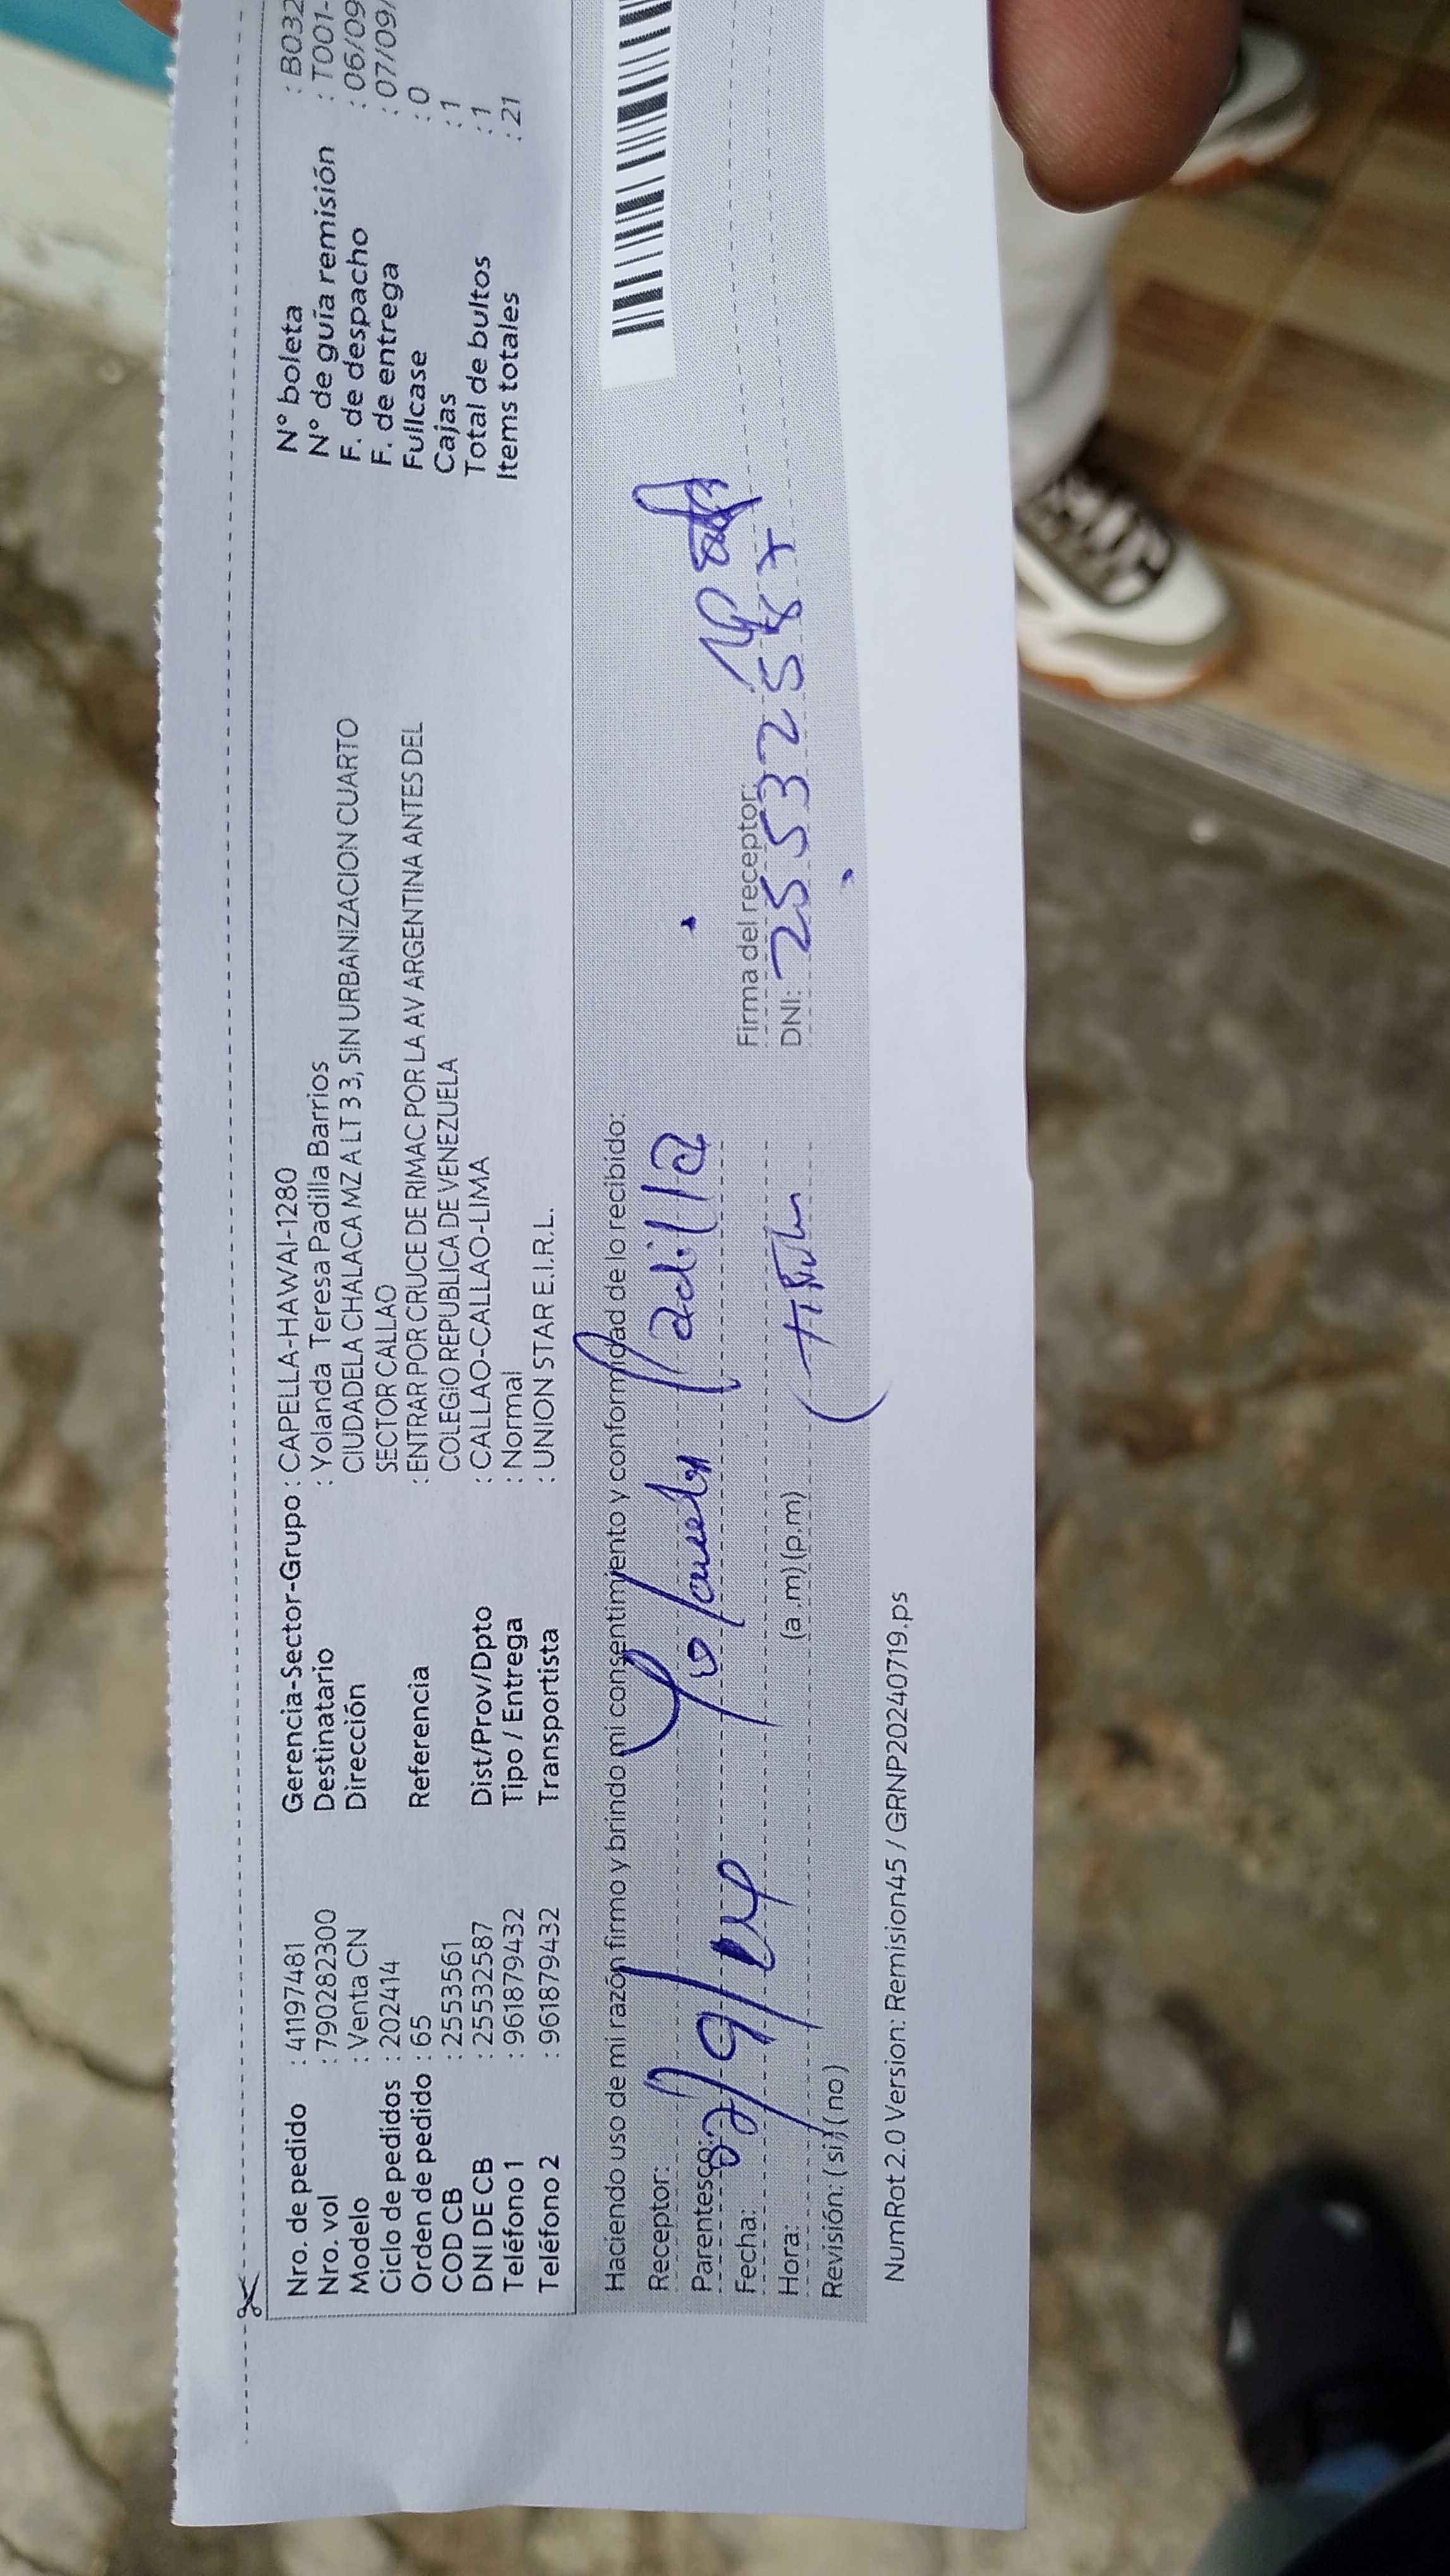 Nro. de pedido : 41197481
Nro. vol : 790282300
Modelo : Venta CN
Ciclo de pedidos : 202414
Orden de pedido : 65
COD CB : 2553561
DNI DE CB : 25532587
Teléfono 1 : 961879432
Teléfono 2 : 961879432
Gerencia-Sector-Grupo : CAPELLA-HAWAI-1280
Destinatario : Yolanda Teresa Padilla Barrios
Dirección CIUDADELA CHALACA MZ A LT 3 3, SIN URBANIZACION CUARTO
SECTOR CALLAO
Referencia : ENTRAR POR CRUCE DE RIMAC POR LA AV ARGENTINA ANTES DEL
COLEGIO REPUBLICA DE VENEZUELA
Dist/Prov/Dpto : CALLAO-CALLAO-LIMA
Tipo / Entrega : Normal
Transportista : UNION STAR E.I.R.L.
N° boleta : B032
N° de guía remisión : T001-
F. de despacho : 06/09
F. de entrega : 07/09/
Fullcase : 0
Cajas : 1
Total de bultos : 1
Items totales : 21
Haciendo uso de mi razón firmo y brindo mi consentimiento y conformidad de lo recibido:
Receptor: Yolanda Padilla
Parentesco:
Fecha:
Hora: (a.m) (p.m)
Revisión: ( si ) ( no )
Firma del receptor:
DNI: 25532587
NumRot 2.0 Version: Remision45 / GRNP20240719.ps